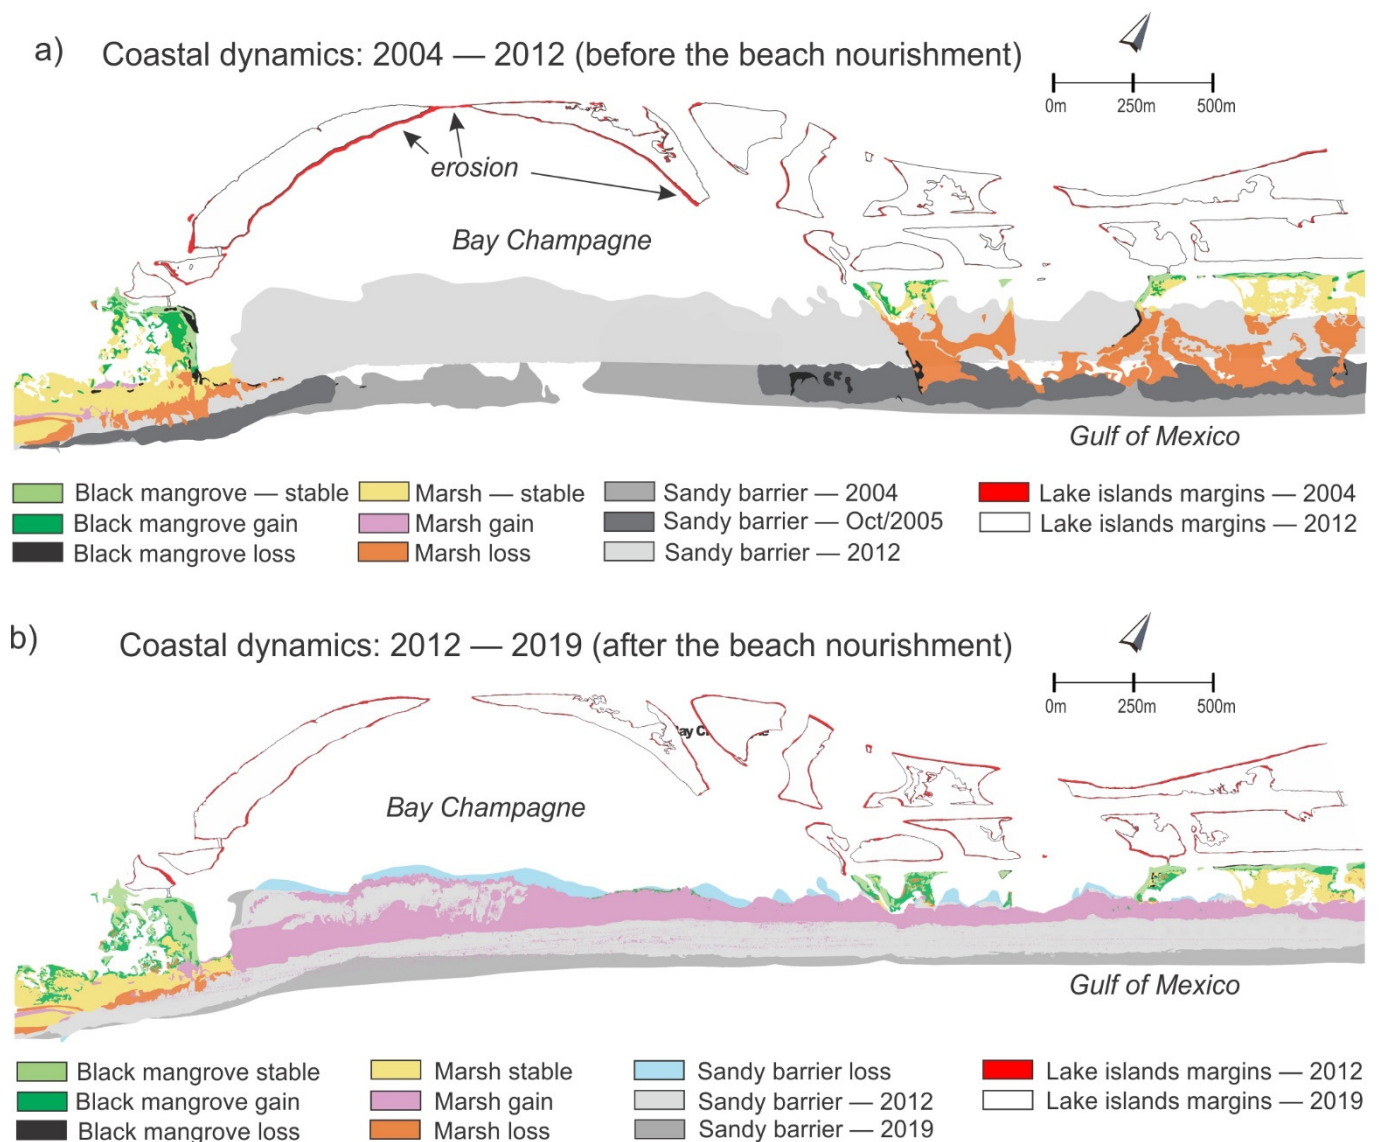 a) Coastal dynamics: 2004 — 2012 (before the beach nourishment)
0m 250m 500m
erosion
Bay Champagne
Gulf of Mexico
Black mangrove — stable Marsh — stable Sandy barrier — 2004 Lake islands margins — 2004
Black mangrove gain Marsh gain Sandy barrier — Oct/2005 Lake islands margins — 2012
Black mangrove loss Marsh loss Sandy barrier — 2012
b) Coastal dynamics: 2012 — 2019 (after the beach nourishment)
0m 250m 500m
Bay Champagne
Gulf of Mexico
Black mangrove stable Marsh stable Sandy barrier loss Lake islands margins — 2012
Black mangrove gain Marsh gain Sandy barrier — 2012 Lake islands margins — 2019
Black mangrove loss Marsh loss Sandy barrier — 2019